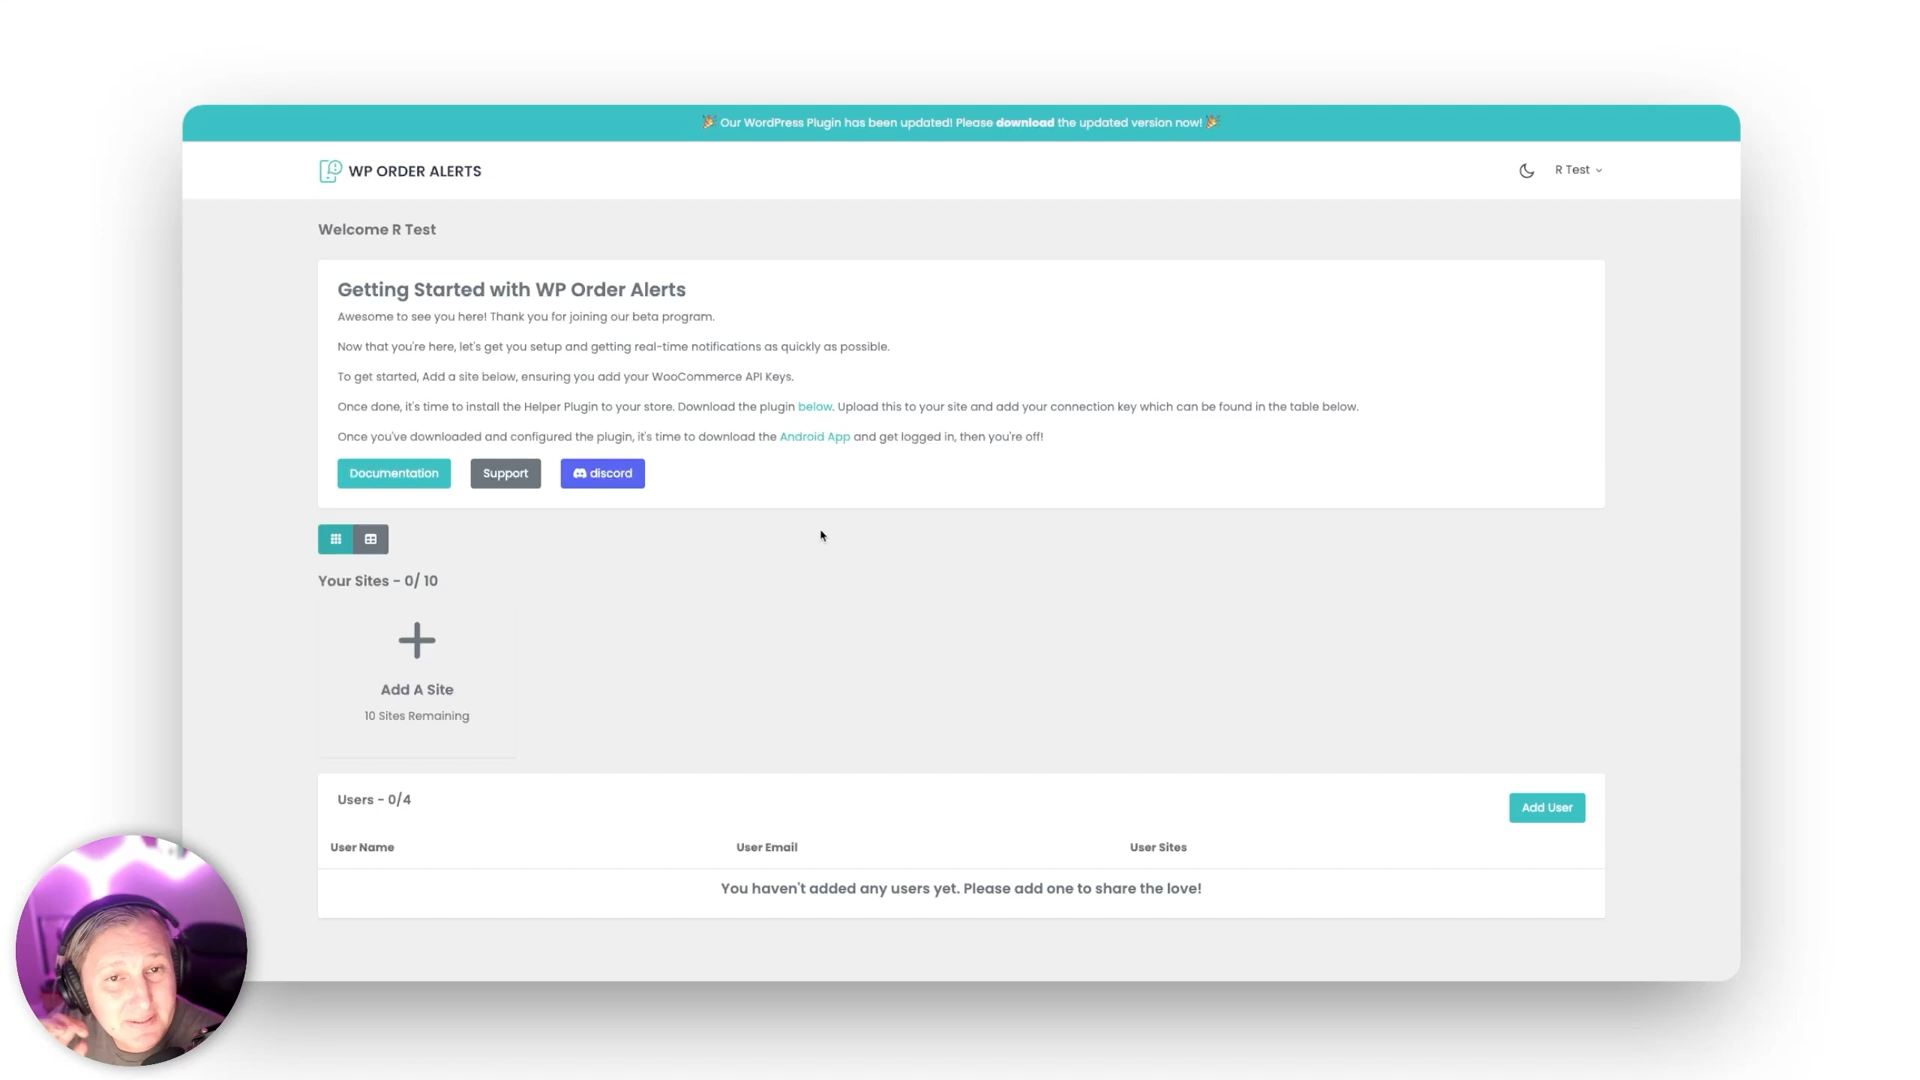 🎉 Our WordPress Plugin has been updated! Please download the updated version now! 🎉
WP ORDER ALERTS
R Test
Welcome R Test
Getting Started with WP Order Alerts
Awesome to see you here! Thank you for joining our beta program.
Now that you're here, let's get you setup and getting real-time notifications as quickly as possible.
To get started, Add a site below, ensuring you add your WooCommerce API Keys.
Once done, it's time to install the Helper Plugin to your store. Download the plugin below. Upload this to your site and add your connection key which can be found in the table below.
Once you've downloaded and configured the plugin, it's time to download the Android App and get logged in, then you're off!
Documentation Support discord
Your Sites - 0/ 10
Add A Site
10 Sites Remaining
Users - 0/4
Add User
User Name User Email User Sites
You haven't added any users yet. Please add one to share the love!